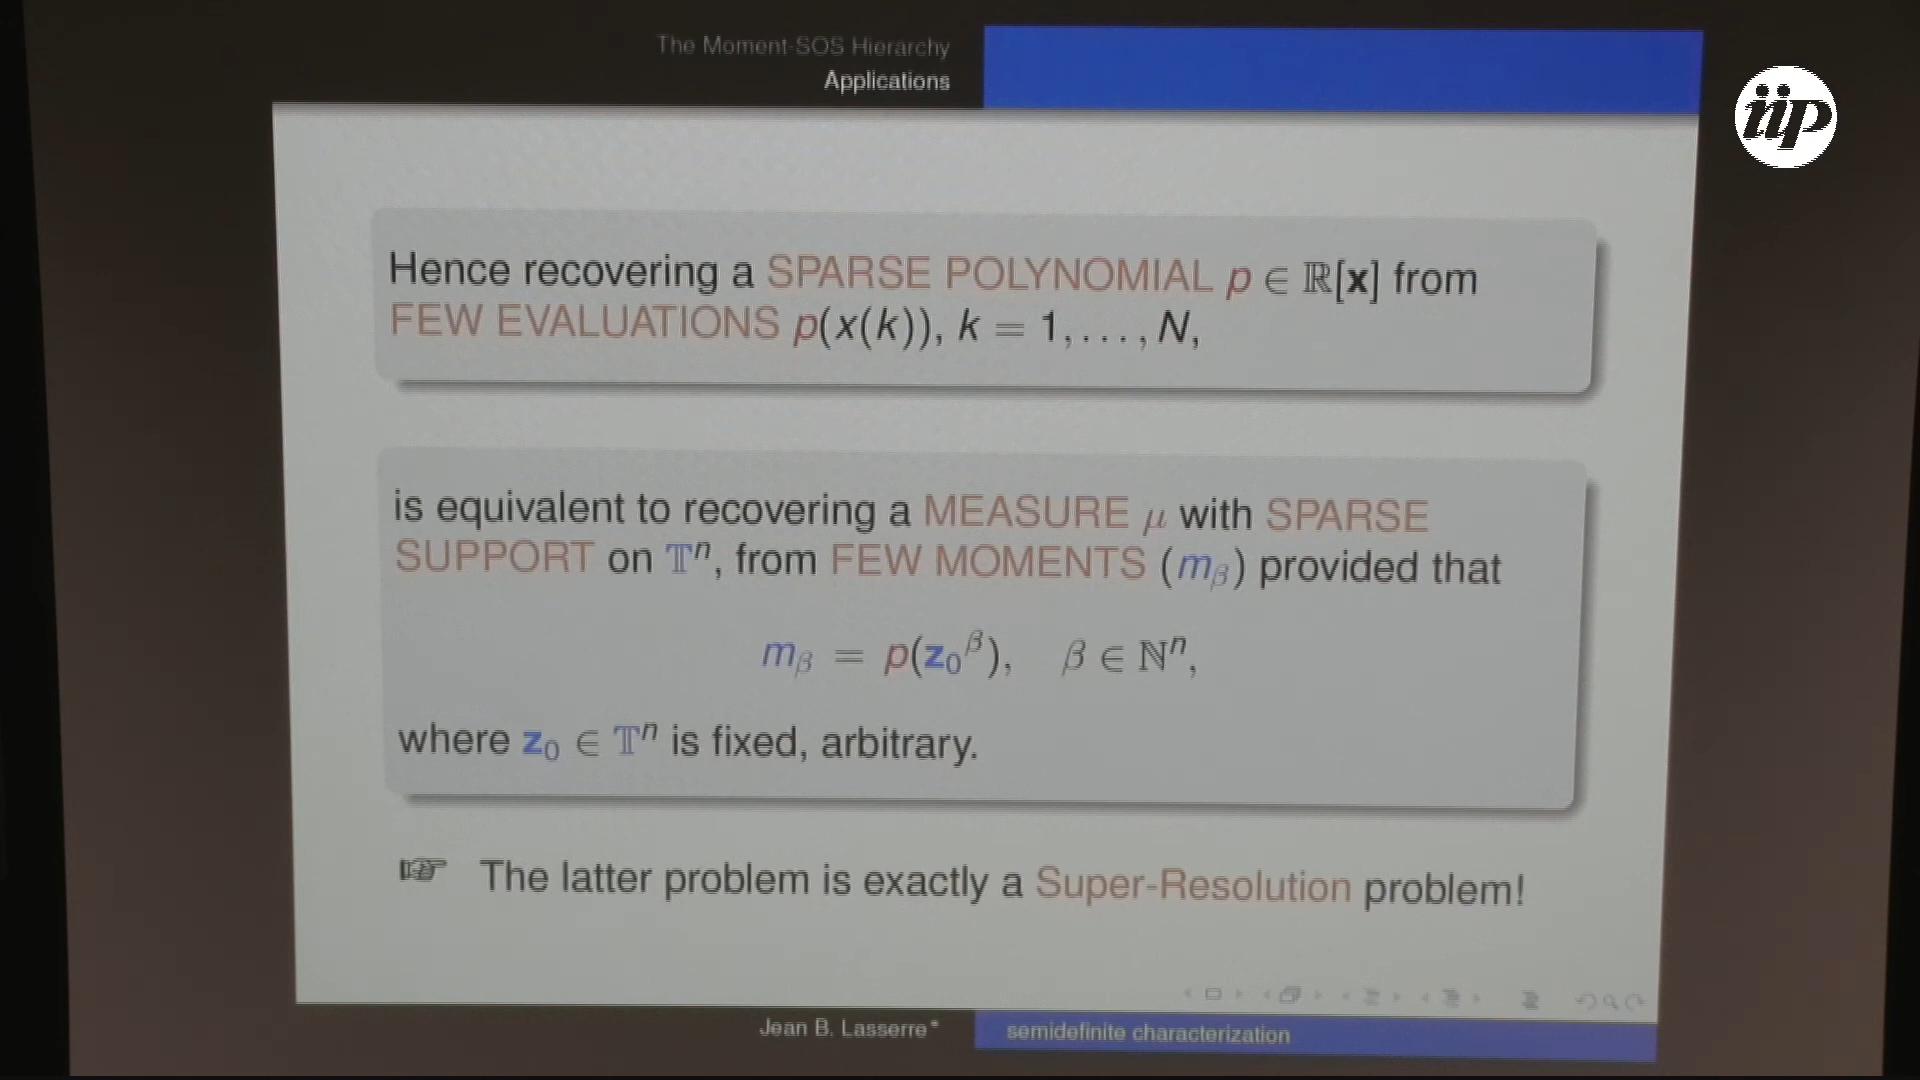 The Moment-SOS Hierarchy
Applications
iip
Hence recovering a SPARSE POLYNOMIAL p ∈ ℝ[x] from
FEW EVALUATIONS p(x(k)), k = 1, . . . , N,
is equivalent to recovering a MEASURE μ with SPARSE
SUPPORT on 𝕋ⁿ, from FEW MOMENTS (m_β) provided that
m_β = p(z₀^β), β ∈ ℕⁿ,
where z₀ ∈ 𝕋ⁿ is fixed, arbitrary.
☞ The latter problem is exactly a Super-Resolution problem!
Jean B. Lasserre*
semidefinite characterization